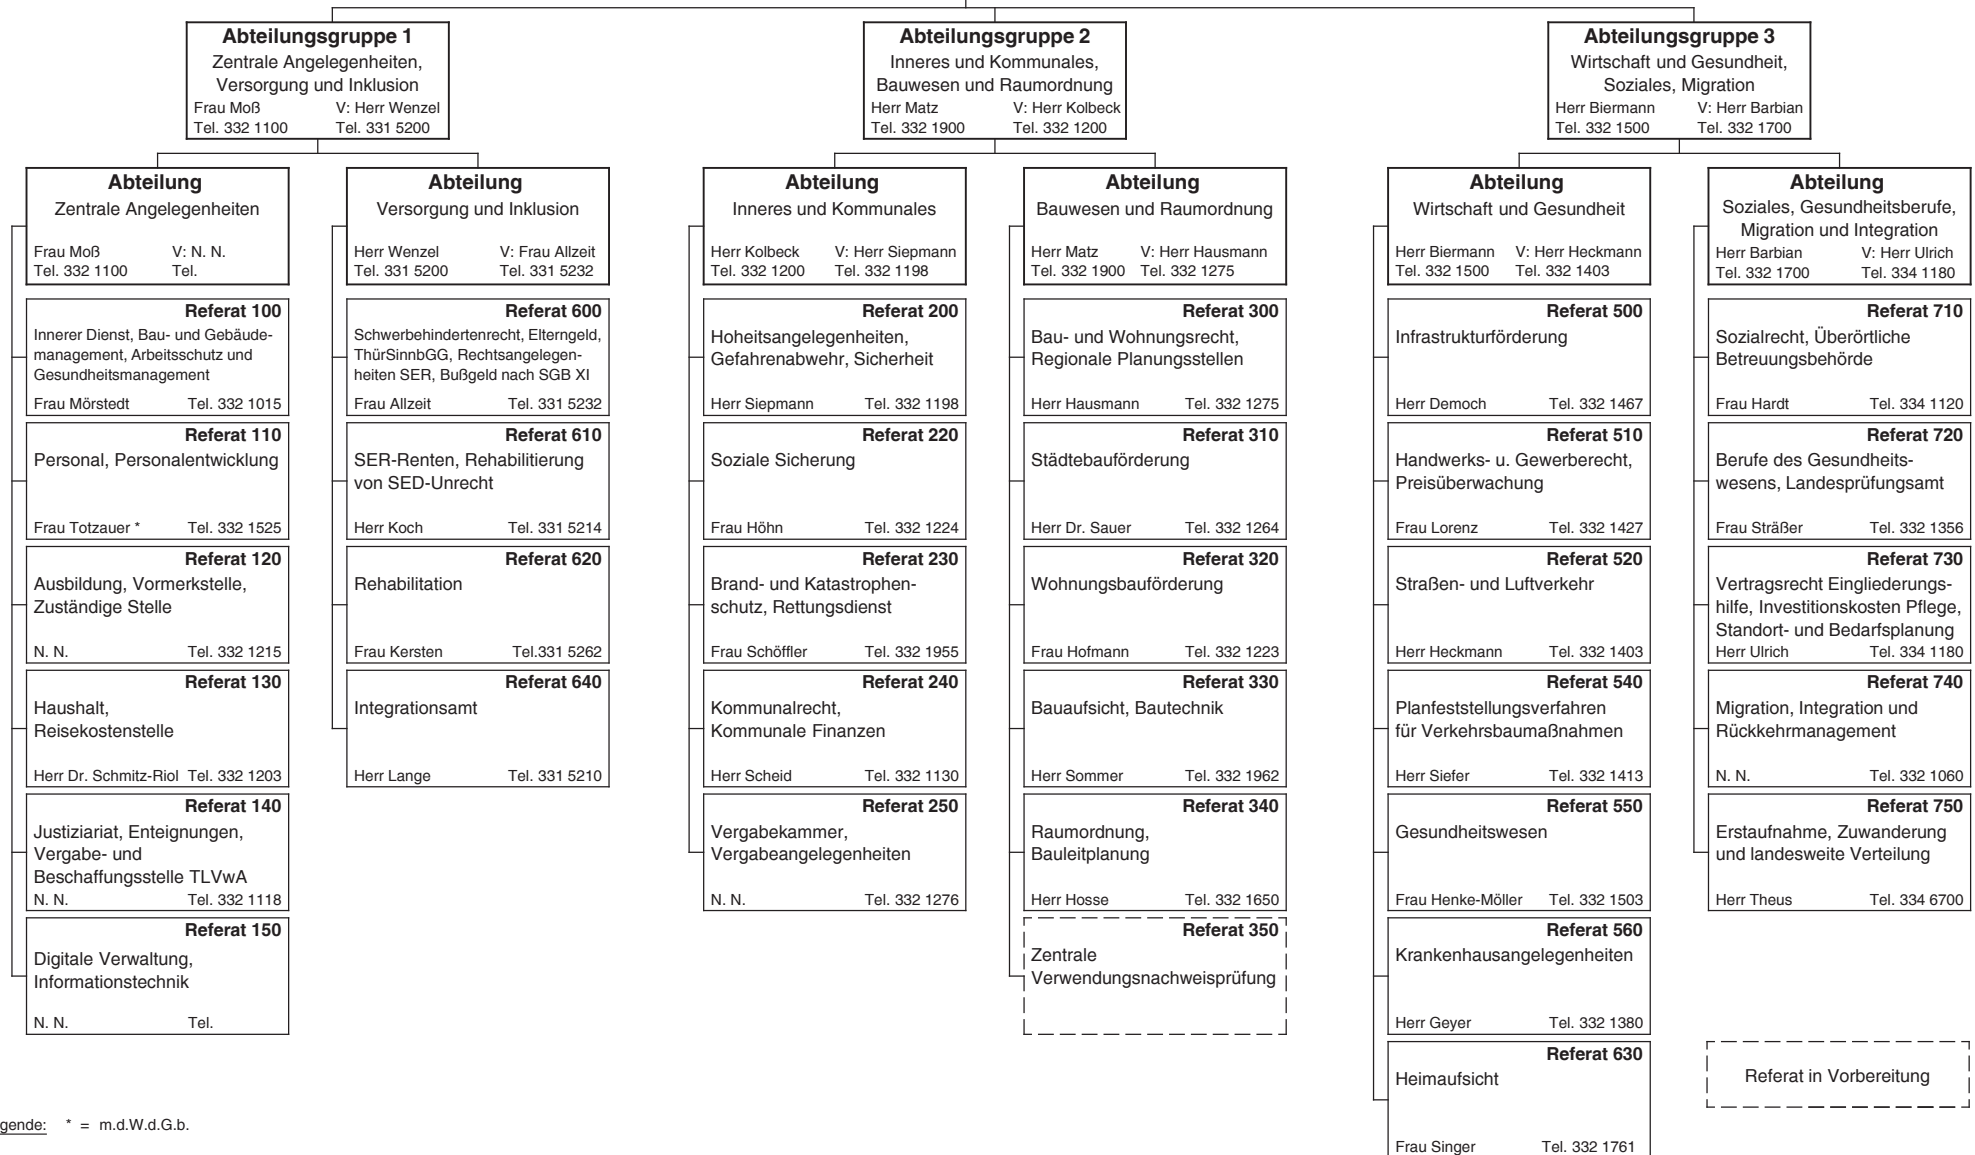 Abteilungsgruppe 1
Zentrale Angelegenheiten,
Versorgung und Inklusion
Frau Moß V: Herr Wenzel
Tel. 332 1100 Tel. 331 5200
Abteilungsgruppe 2
Inneres und Kommunales,
Bauwesen und Raumordnung
Herr Matz V: Herr Kolbeck
Tel. 332 1900 Tel. 332 1200
Abteilungsgruppe 3
Wirtschaft und Gesundheit,
Soziales, Migration
Herr Biermann V: Herr Barbian
Tel. 332 1500 Tel. 332 1700
Abteilung
Zentrale Angelegenheiten
Frau Moß V: N. N.
Tel. 332 1100 Tel.
Referat 100
Innerer Dienst, Bau- und Gebäude-
management, Arbeitsschutz und
Gesundheitsmanagement
Frau Mörstedt Tel. 332 1015
Referat 110
Personal, Personalentwicklung
Frau Totzauer * Tel. 332 1525
Referat 120
Ausbildung, Vormerkstelle,
Zuständige Stelle
N. N. Tel. 332 1215
Referat 130
Haushalt,
Reisekostenstelle
Herr Dr. Schmitz-Riol Tel. 332 1203
Referat 140
Justiziariat, Enteignungen,
Vergabe- und
Beschaffungsstelle TLVwA
N. N. Tel. 332 1118
Referat 150
Digitale Verwaltung,
Informationstechnik
N. N. Tel.
Abteilung
Versorgung und Inklusion
Herr Wenzel V: Frau Allzeit
Tel. 331 5200 Tel. 331 5232
Referat 600
Schwerbehindertenrecht, Elterngeld,
ThürSinnbGG, Rechtsangelegen-
heiten SER, Bußgeld nach SGB XI
Frau Allzeit Tel. 331 5232
Referat 610
SER-Renten, Rehabilitierung
von SED-Unrecht
Herr Koch Tel. 331 5214
Referat 620
Rehabilitation
Frau Kersten Tel.331 5262
Referat 640
Integrationsamt
Herr Lange Tel. 331 5210
Abteilung
Inneres und Kommunales
Herr Kolbeck V: Herr Siepmann
Tel. 332 1200 Tel. 332 1198
Referat 200
Hoheitsangelegenheiten,
Gefahrenabwehr, Sicherheit
Herr Siepmann Tel. 332 1198
Referat 220
Soziale Sicherung
Frau Höhn Tel. 332 1224
Referat 230
Brand- und Katastrophen-
schutz, Rettungsdienst
Frau Schöffler Tel. 332 1955
Referat 240
Kommunalrecht,
Kommunale Finanzen
Herr Scheid Tel. 332 1130
Referat 250
Vergabekammer,
Vergabeangelegenheiten
N. N. Tel. 332 1276
Abteilung
Bauwesen und Raumordnung
Herr Matz V: Herr Hausmann
Tel. 332 1900 Tel. 332 1275
Referat 300
Bau- und Wohnungsrecht,
Regionale Planungsstellen
Herr Hausmann Tel. 332 1275
Referat 310
Städtebauförderung
Herr Dr. Sauer Tel. 332 1264
Referat 320
Wohnungsbauförderung
Frau Hofmann Tel. 332 1223
Referat 330
Bauaufsicht, Bautechnik
Herr Sommer Tel. 332 1962
Referat 340
Raumordnung,
Bauleitplanung
Herr Hosse Tel. 332 1650
Referat 350
Zentrale
Verwendungsnachweisprüfung
Abteilung
Wirtschaft und Gesundheit
Herr Biermann V: Herr Heckmann
Tel. 332 1500 Tel. 332 1403
Referat 500
Infrastrukturförderung
Herr Democh Tel. 332 1467
Referat 510
Handwerks- u. Gewerberecht,
Preisüberwachung
Frau Lorenz Tel. 332 1427
Referat 520
Straßen- und Luftverkehr
Herr Heckmann Tel. 332 1403
Referat 540
Planfeststellungsverfahren
für Verkehrsbaumaßnahmen
Herr Siefer Tel. 332 1413
Referat 550
Gesundheitswesen
Frau Henke-Möller Tel. 332 1503
Referat 560
Krankenhausangelegenheiten
Herr Geyer Tel. 332 1380
Referat 630
Heimaufsicht
Frau Singer Tel. 332 1761
Abteilung
Soziales, Gesundheitsberufe,
Migration und Integration
Herr Barbian V: Herr Ulrich
Tel. 332 1700 Tel. 334 1180
Referat 710
Sozialrecht, Überörtliche
Betreuungsbehörde
Frau Hardt Tel. 334 1120
Referat 720
Berufe des Gesundheits-
wesens, Landesprüfungsamt
Frau Sträßer Tel. 332 1356
Referat 730
Vertragsrecht Eingliederungs-
hilfe, Investitionskosten Pflege,
Standort- und Bedarfsplanung
Herr Ulrich Tel. 334 1180
Referat 740
Migration, Integration und
Rückkehrmanagement
N. N. Tel. 332 1060
Referat 750
Erstaufnahme, Zuwanderung
und landesweite Verteilung
Herr Theus Tel. 334 6700
Referat in Vorbereitung
gende: * = m.d.W.d.G.b.